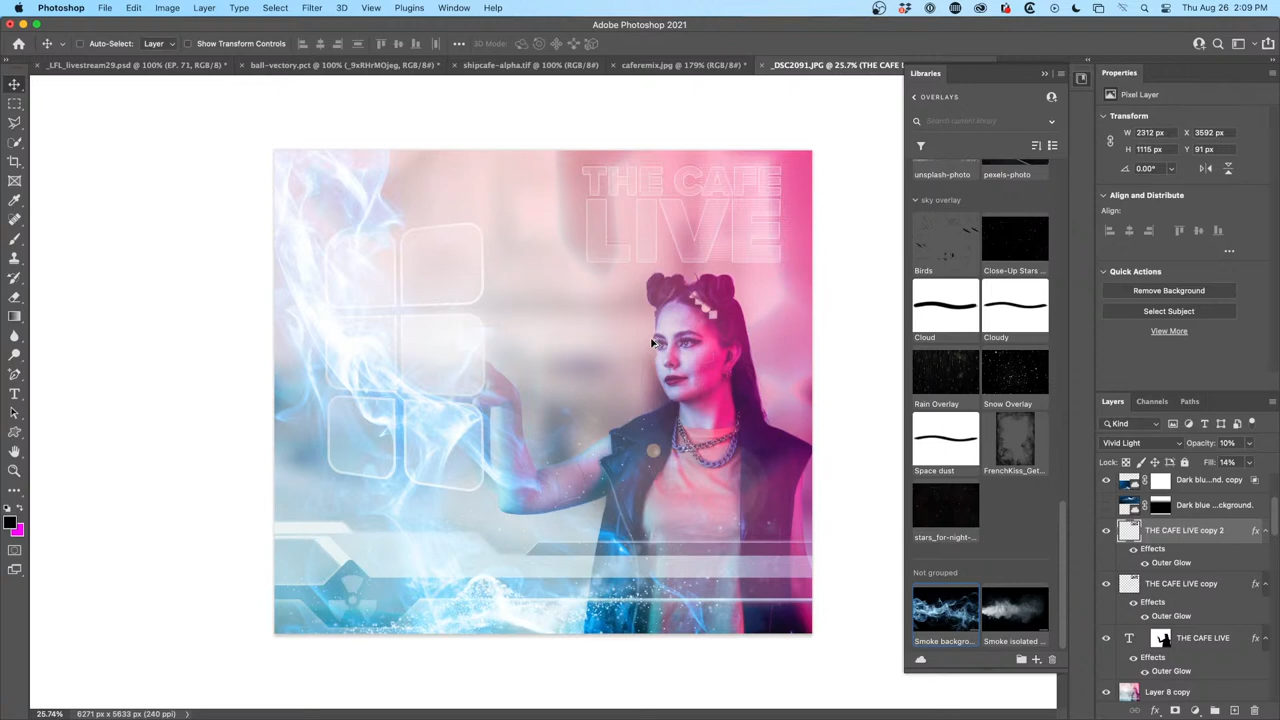 Photoshop File Edit Image Layer Type Select Filter 3D View Plugins Window Help
Thu Aug 26 2:09 PM
Adobe Photoshop 2021
Auto-Select: Layer Show Transform Controls 3D Mode:
_LFL_livestream29.psd @ 100% (EP. 71, RGB/8) * ball-vectory.pct @ 100% (_9xRHrMOjeg, RGB/8#) * shipcafe-alpha.tif @ 100% (RGB/8#) caferemix.jpg @ 179% (RGB/8#) * _DSC2091.JPG @ 25.7% (THE CAFE L
Libraries
OVERLAYS
Search current library
unsplash-photo pexels-photo
sky overlay
Birds Close-Up Stars ...
Cloud Cloudy
Rain Overlay Snow Overlay
Space dust FrenchKiss_Get...
stars_for-night-...
Not grouped
Smoke backgro... Smoke isolated ...
THE CAFE
LIVE
Properties
Pixel Layer
Transform
W 2312 px X 3592 px
H 1115 px Y 91 px
0.00°
Align and Distribute
Align:
Quick Actions
Remove Background
Select Subject
View More
Layers Channels Paths
Kind
Vivid Light Opacity: 10%
Lock: Fill: 14%
Dark blu...nd. copy
Dark blue ...ground.
THE CAFE LIVE copy 2 fx
Effects
Outer Glow
THE CAFE LIVE copy fx
Effects
Outer Glow
T THE CAFE LIVE fx
Effects
Outer Glow
Layer 8 copy
fx
25.74% 6271 px x 5633 px (240 ppi)